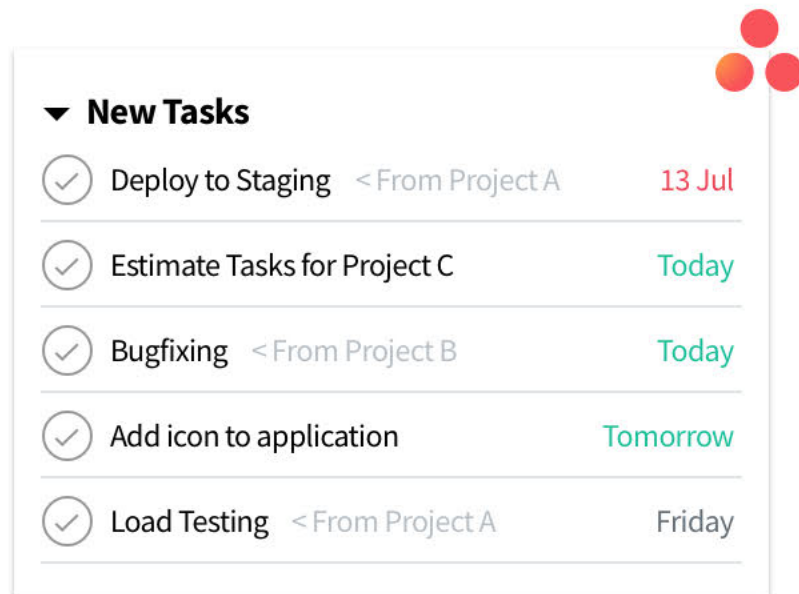 New Tasks
Deploy to Staging < From Project A 13 Jul
Estimate Tasks for Project C Today
Bugfixing < From Project B Today
Add icon to application Tomorrow
Load Testing < From Project A Friday